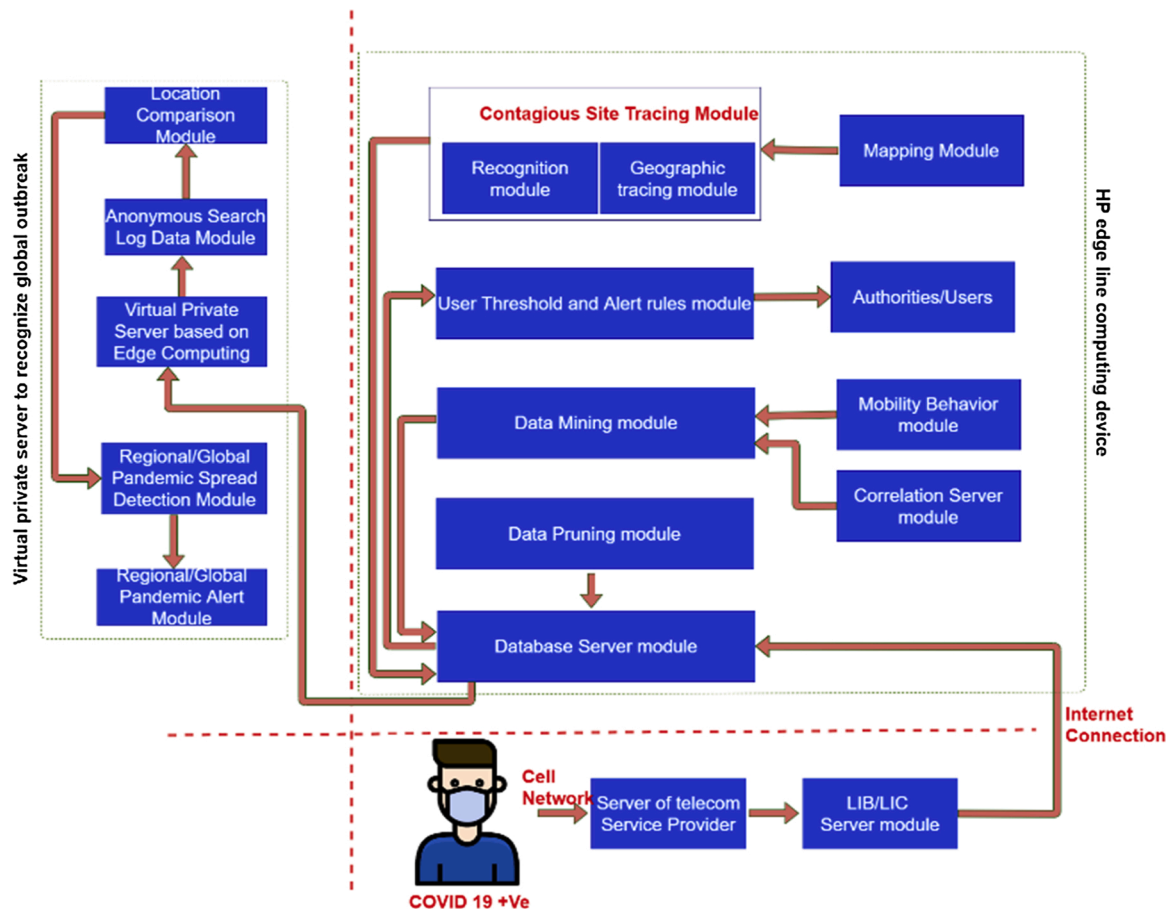 Virtual private server to recognize global outbreak
Location
Comparison
Module
Anonymous Search
Log Data Module
Virtual Private
Server based on
Edge Computing
Regional/Global
Pandemic Spread
Detection Module
Regional/Global
Pandemic Alert
Module
Contagious Site Tracing Module
Recognition
module
Geographic
tracing module
Mapping Module
User Threshold and Alert rules module
Authorities/Users
Data Mining module
Mobility Behavior
module
Correlation Server
module
Data Pruning module
Database Server module
HP edge line computing device
Internet
Connection
Cell
Network
Server of telecom
Service Provider
LIB/LIC
Server module
COVID 19 +Ve